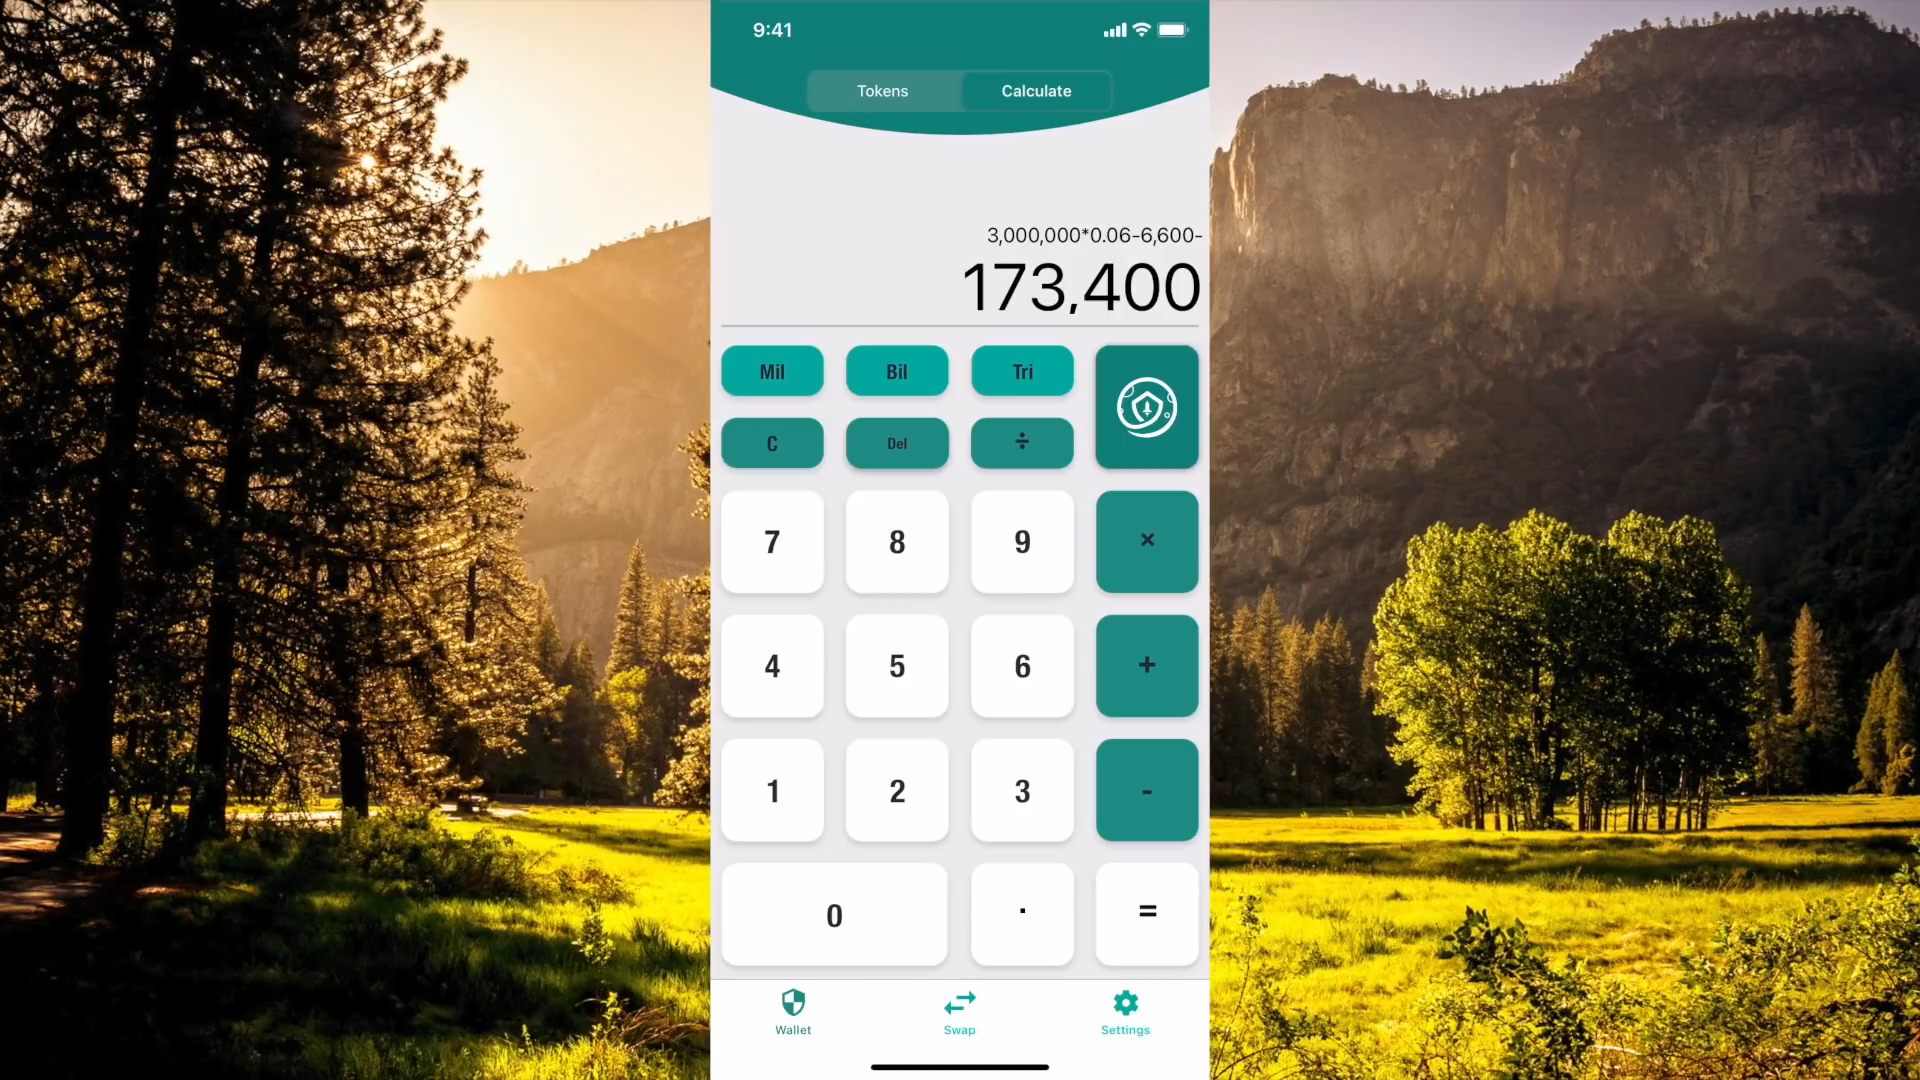 9:41
Tokens Calculate
3,000,000*0.06-6,600-
173,400
Mil Bil Tri
C Del ÷
7 8 9 ×
4 5 6 +
1 2 3 -
0 . =
Wallet Swap Settings